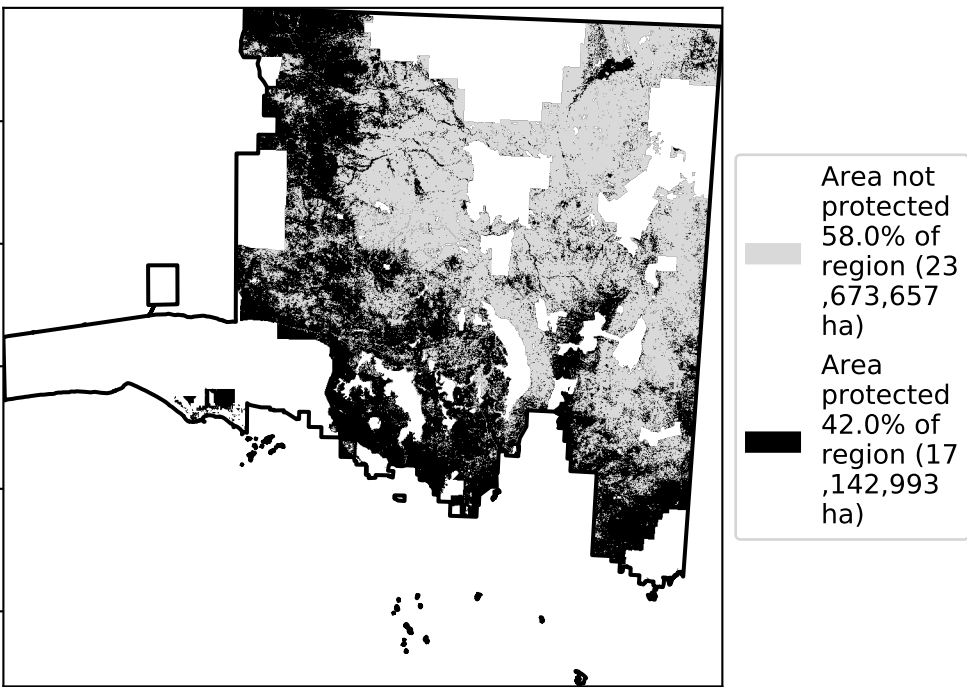 Area not
protected
58.0% of
region (23
,673,657
ha)
Area
protected
42.0% of
region (17
,142,993
ha)